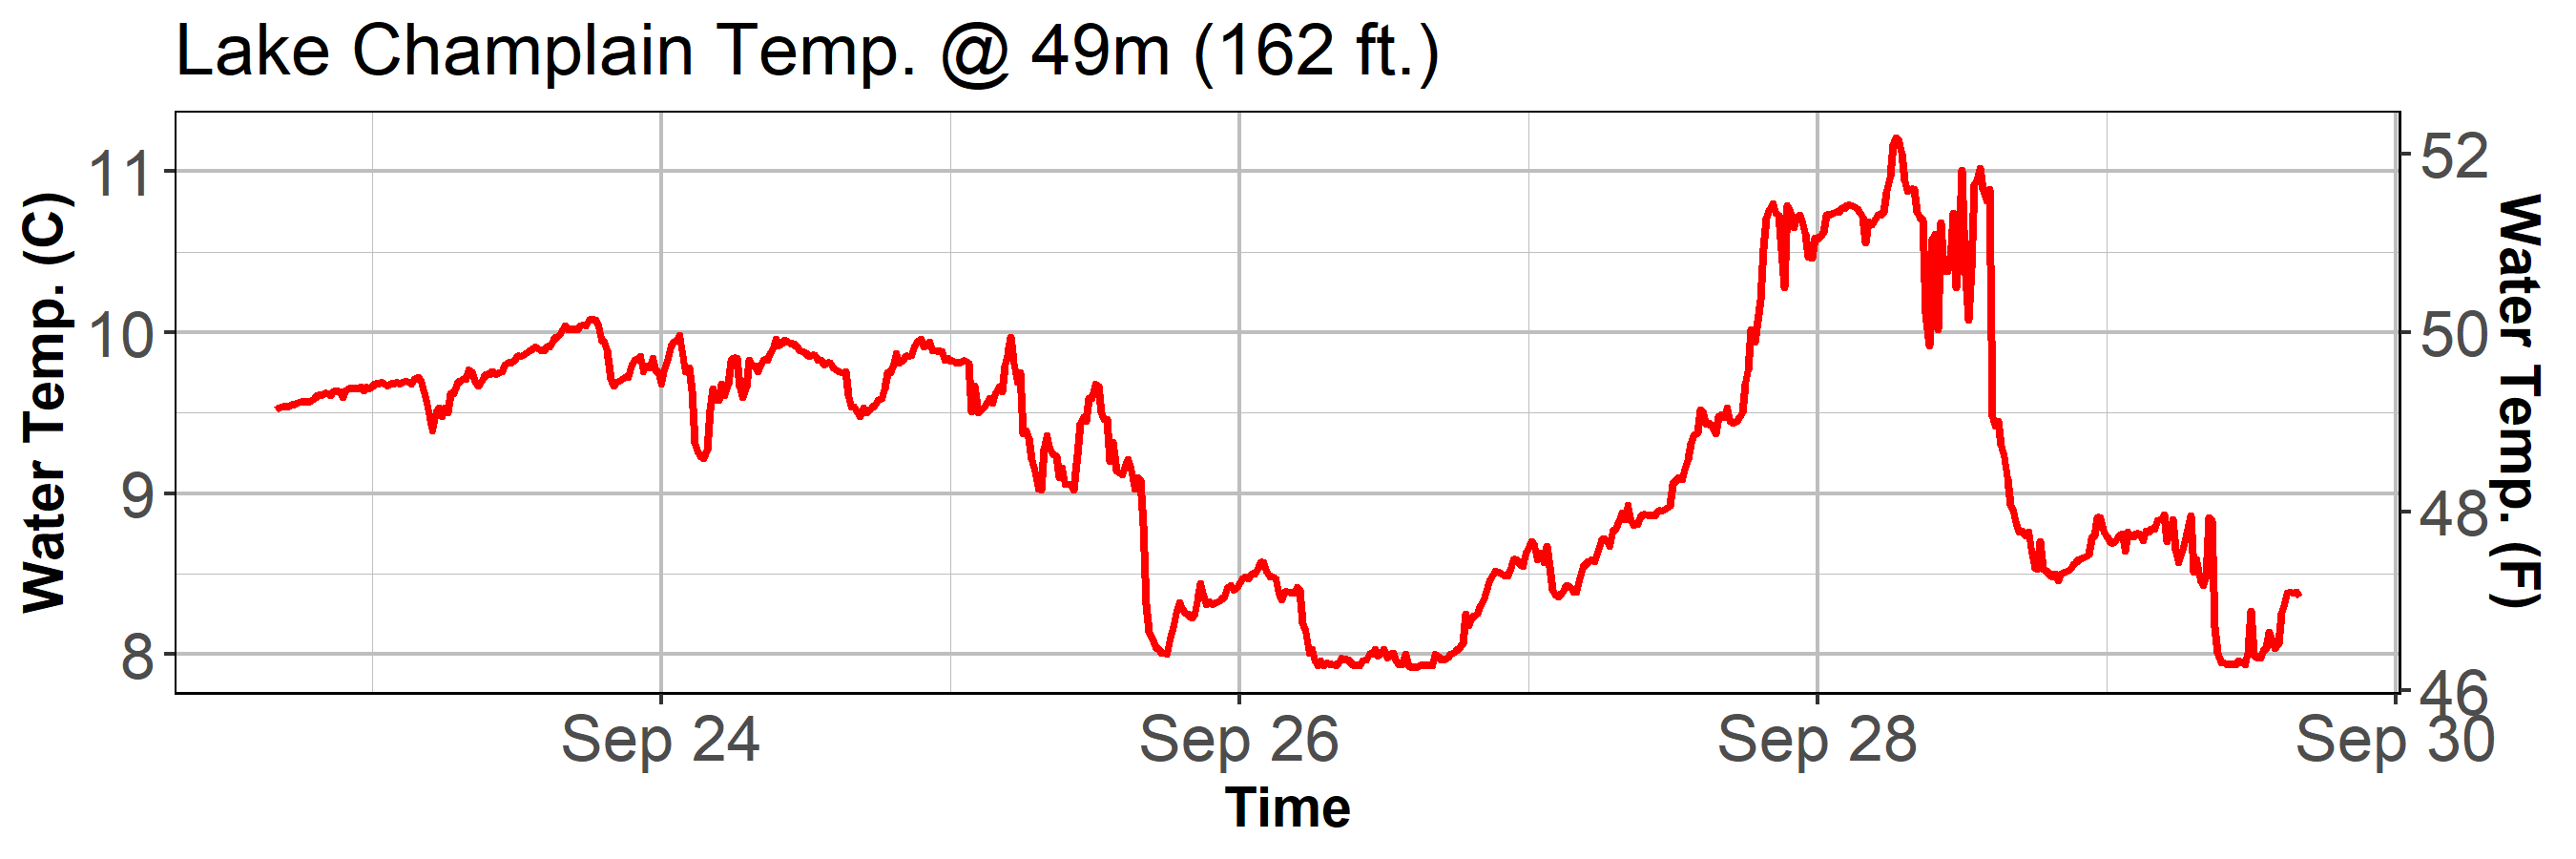 Lake Champlain Temp. @ 49m (162 ft.)
Water Temp. (C)
11
10
9
8
52
50
48
46
Water Temp. (F)
Sep 24
Sep 26
Sep 28
Sep 30
Time